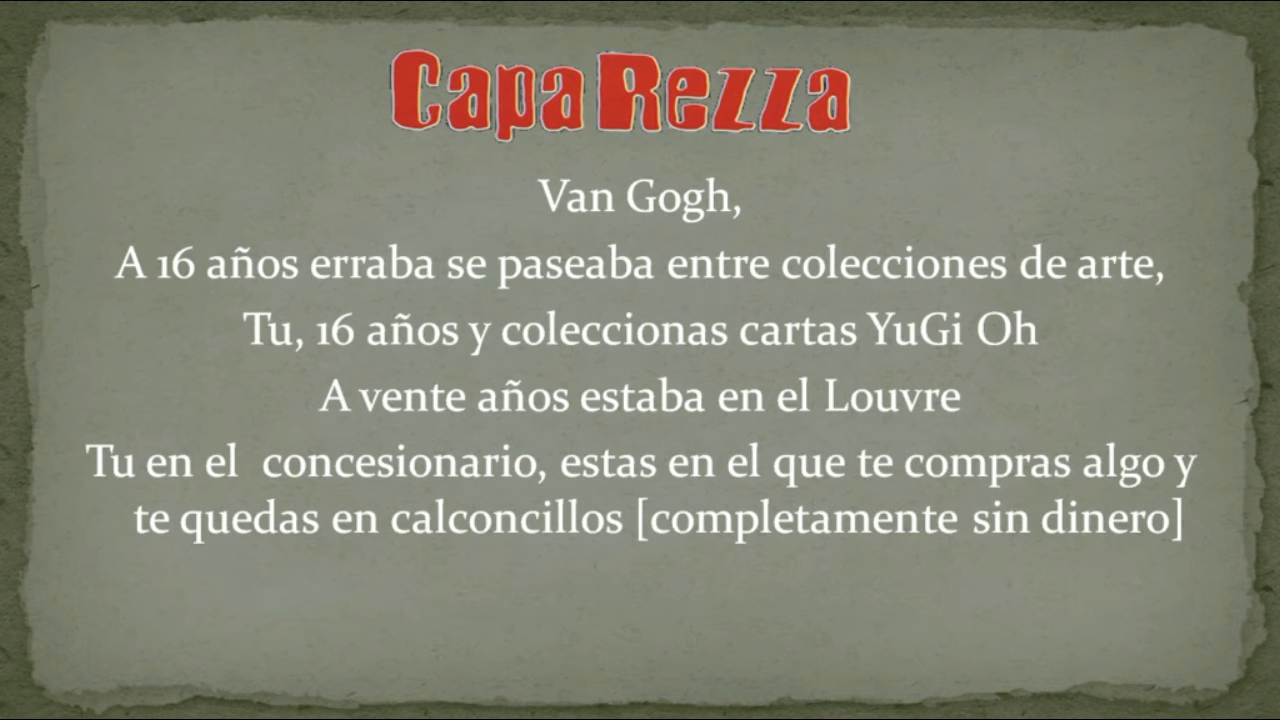 CapaRezza
Van Gogh,
A 16 años erraba se paseaba entre colecciones de arte,
Tu, 16 años y coleccionas cartas YuGi Oh
A vente años estaba en el Louvre
Tu en el  concesionario, estas en el que te compras algo y
te quedas en calconcillos [completamente sin dinero]